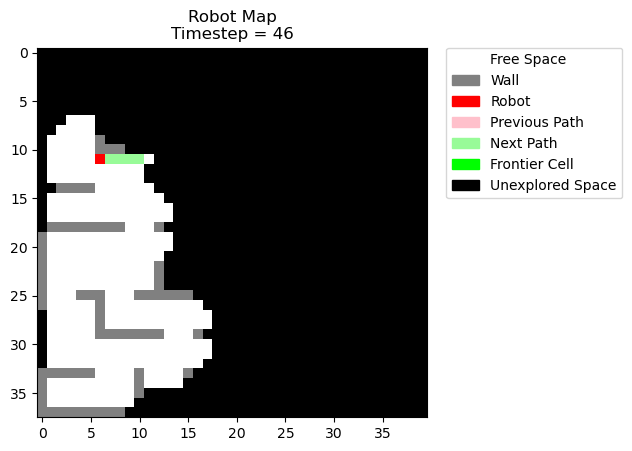 Robot Map
Timestep = 46
Free Space
Wall
Robot
Previous Path
Next Path
Frontier Cell
Unexplored Space
0
5
10
15
20
25
30
35
0 5 10 15 20 25 30 35